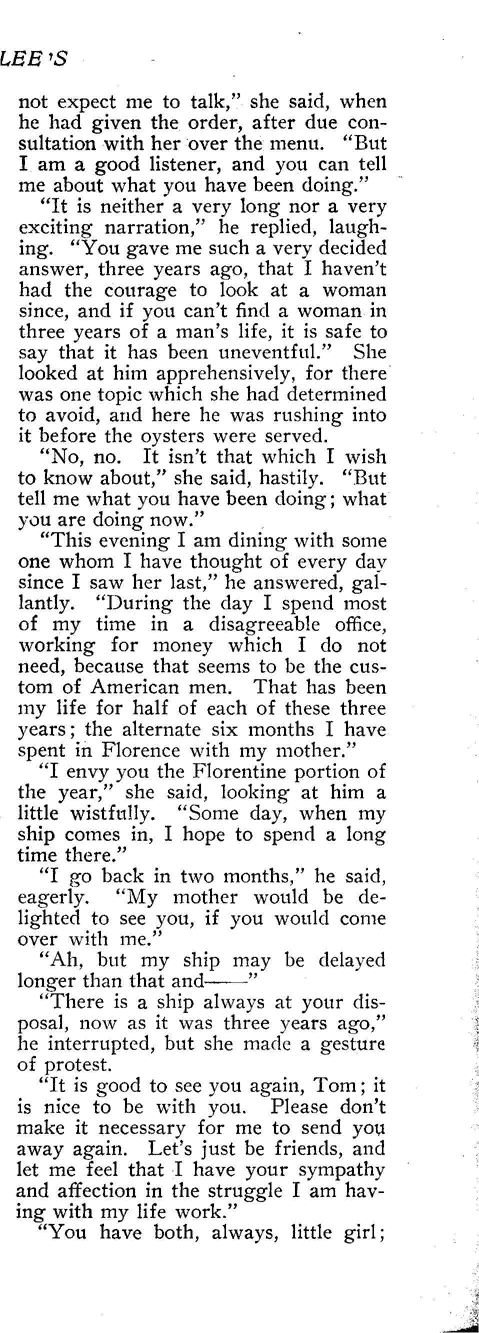 LEE'S
not expect me to talk,” she said, when
he had given the order, after due con-
sultation with her over the menu. “But
I am a good listener, and you can tell
me about what you have been doing.”
“It is neither a very long nor a very
exciting narration,” he replied, laugh-
ing. “You gave me such a very decided
answer, three years ago, that I haven’t
had the courage to look at a woman
since, and if you can’t find a woman in
three years of a man’s life, it is safe to
say that it has been uneventful.” She
looked at him apprehensively, for there
was one topic which she had determined
to avoid, and here he was rushing into
it before the oysters were served.
“No, no. It isn’t that which I wish
to know about,” she said, hastily. “But
tell me what you have been doing; what
you are doing now.”
“This evening I am dining with some
one whom I have thought of every day
since I saw her last,” he answered, gal-
lantly. “During the day I spend most
of my time in a disagreeable office,
working for money which I do not
need, because that seems to be the cus-
tom of American men. That has been
my life for half of each of these three
years; the alternate six months I have
spent in Florence with my mother.”
“I envy you the Florentine portion of
the year,” she said, looking at him a
little wistfully. “Some day, when my
ship comes in, I hope to spend a long
time there.”
“I go back in two months,” he said,
eagerly. “My mother would be de-
lighted to see you, if you would come
over with me.”
“Ah, but my ship may be delayed
longer than that and——”
“There is a ship always at your dis-
posal, now as it was three years ago,”
he interrupted, but she made a gesture
of protest.
“It is good to see you again, Tom; it
is nice to be with you. Please don’t
make it necessary for me to send you
away again. Let’s just be friends, and
let me feel that I have your sympathy
and affection in the struggle I am hav-
ing with my life work.”
“You have both, always, little girl;